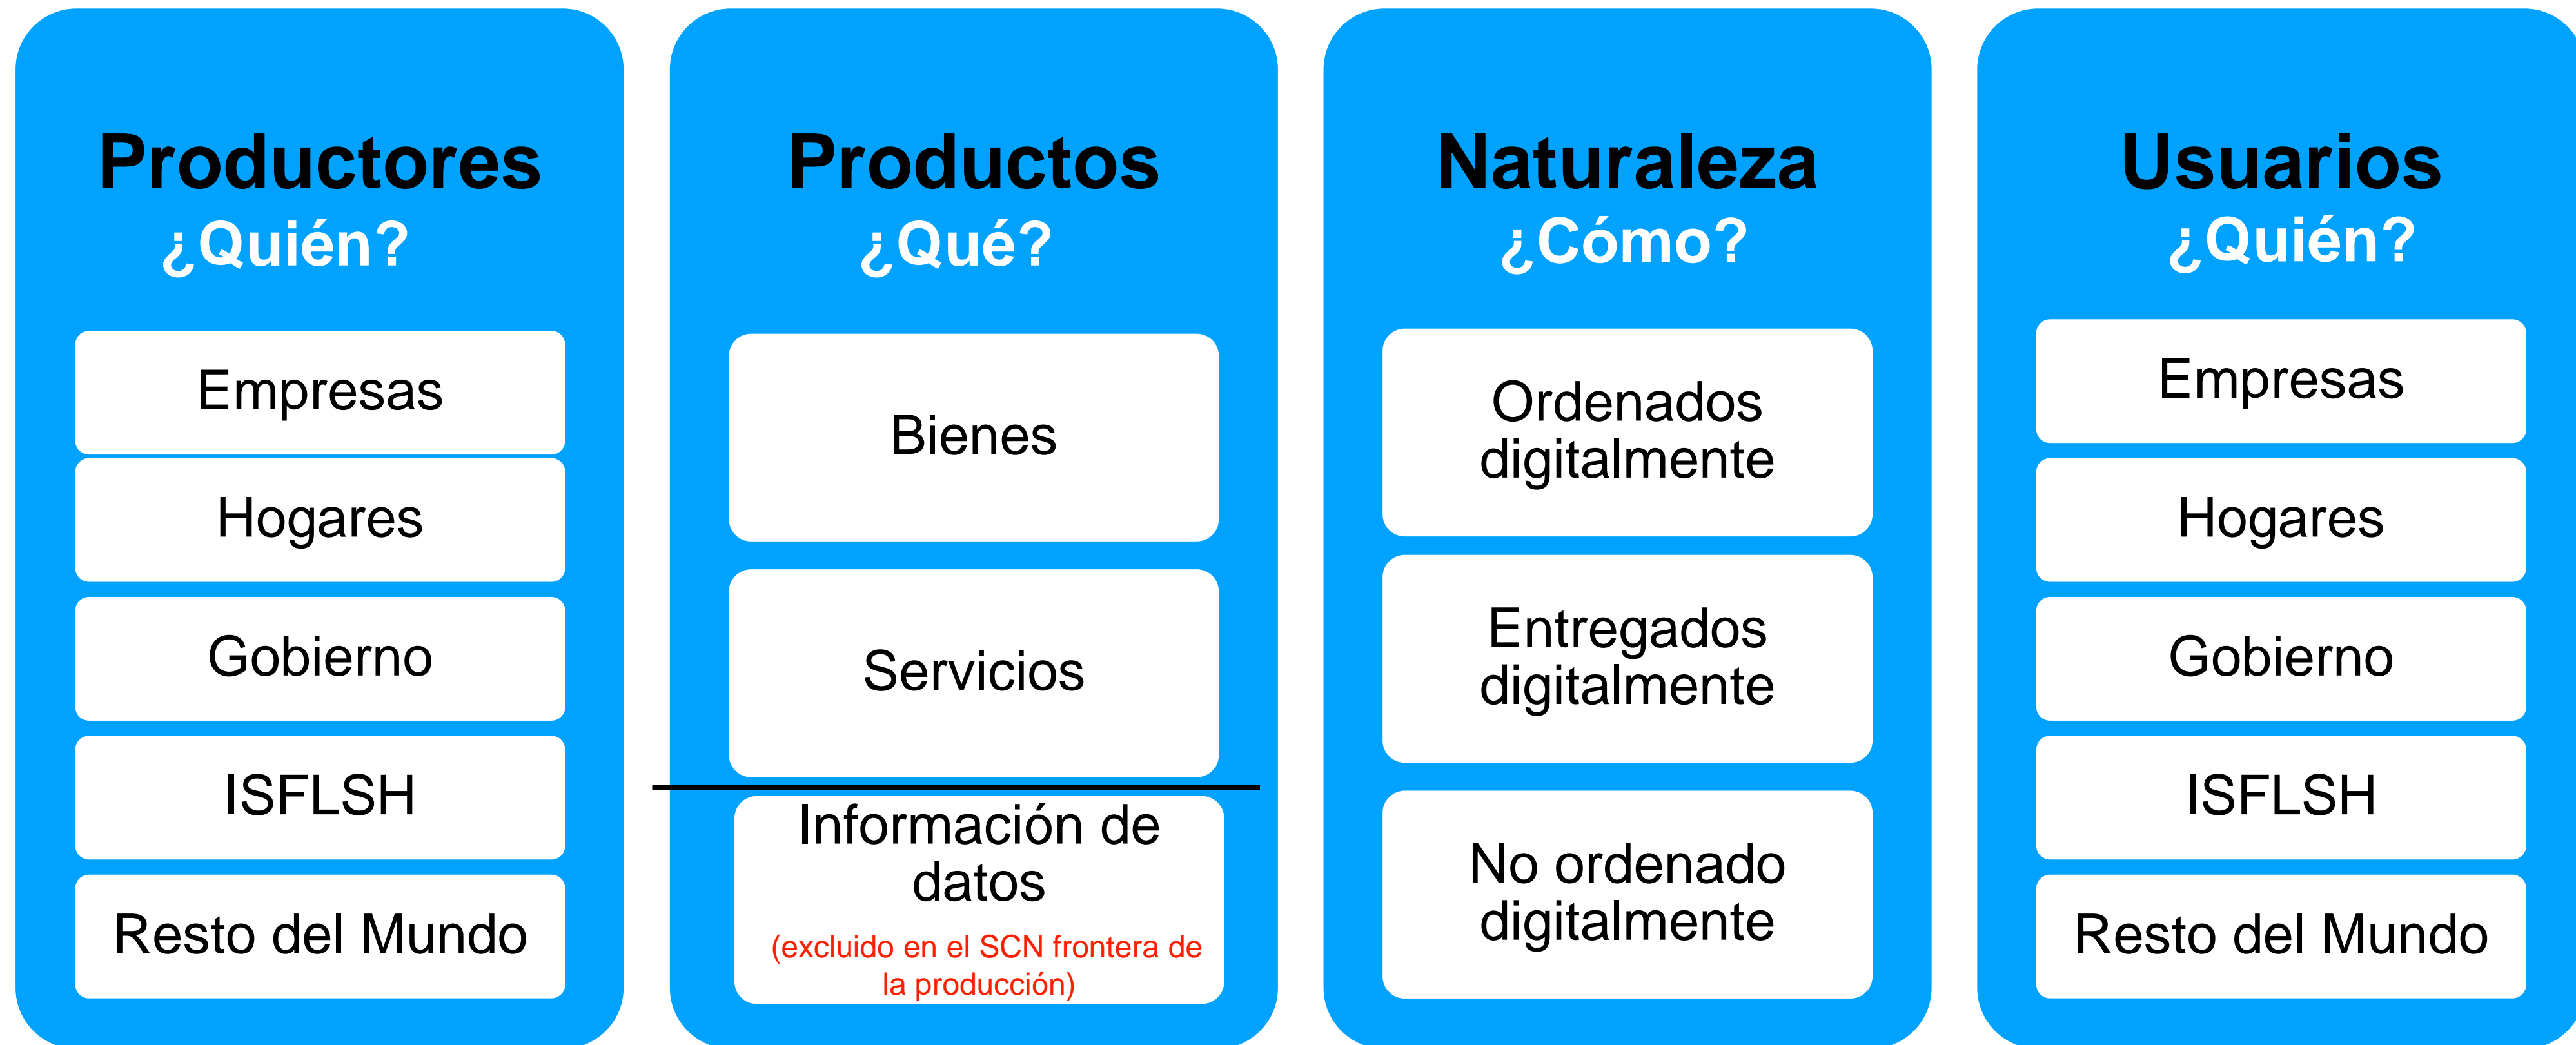 Productores
¿Quién?
Empresas
Hogares
Gobierno
ISFLSH
Resto del Mundo
Productos
¿Qué?
Bienes
Servicios
Información de
datos
(excluido en el SCN frontera de
la producción)
Naturaleza
¿Cómo?
Ordenados
digitalmente
Entregados
digitalmente
No ordenado
digitalmente
Usuarios
¿Quién?
Empresas
Hogares
Gobierno
ISFLSH
Resto del Mundo